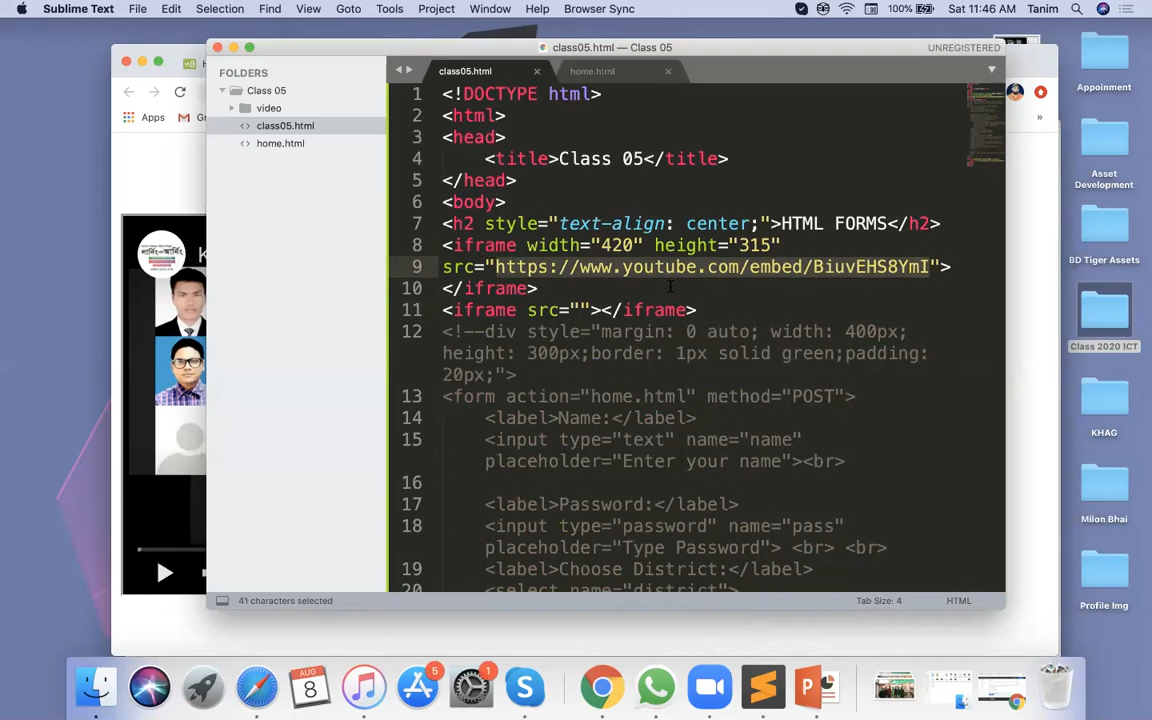 Sublime Text File Edit Selection Find View Goto Tools Project Window Help Browser Sync 100% Sat 11:46 AM Tanim
class05.html — Class 05 UNREGISTERED
FOLDERS
Class 05
video
class05.html
home.html
class05.html × home.html ×
1 <!DOCTYPE html>
2 <html>
3 <head>
4 <title>Class 05</title>
5 </head>
6 <body>
7 <h2 style="text-align: center;">HTML FORMS</h2>
8 <iframe width="420" height="315"
9 src="https://www.youtube.com/embed/BiuvEHS8YmI">
10 </iframe>
11 <iframe src=""></iframe>
12 <!--div style="margin: 0 auto; width: 400px;
height: 300px;border: 1px solid green;padding:
20px;">
13 <form action="home.html" method="POST">
14 <label>Name:</label>
15 <input type="text" name="name"
placeholder="Enter your name"><br>
16
17 <label>Password:</label>
18 <input type="password" name="pass"
placeholder="Type Password"> <br> <br>
19 <label>Choose District:</label>
20 <select name="district">
41 characters selected Tab Size: 4 HTML
Apps
লার্নিং-আর্নিং
Appoinment
Asset
Development
BD Tiger Assets
Class 2020 ICT
KHAG
Milon Bhai
Profile Img
AUG
8
5
1